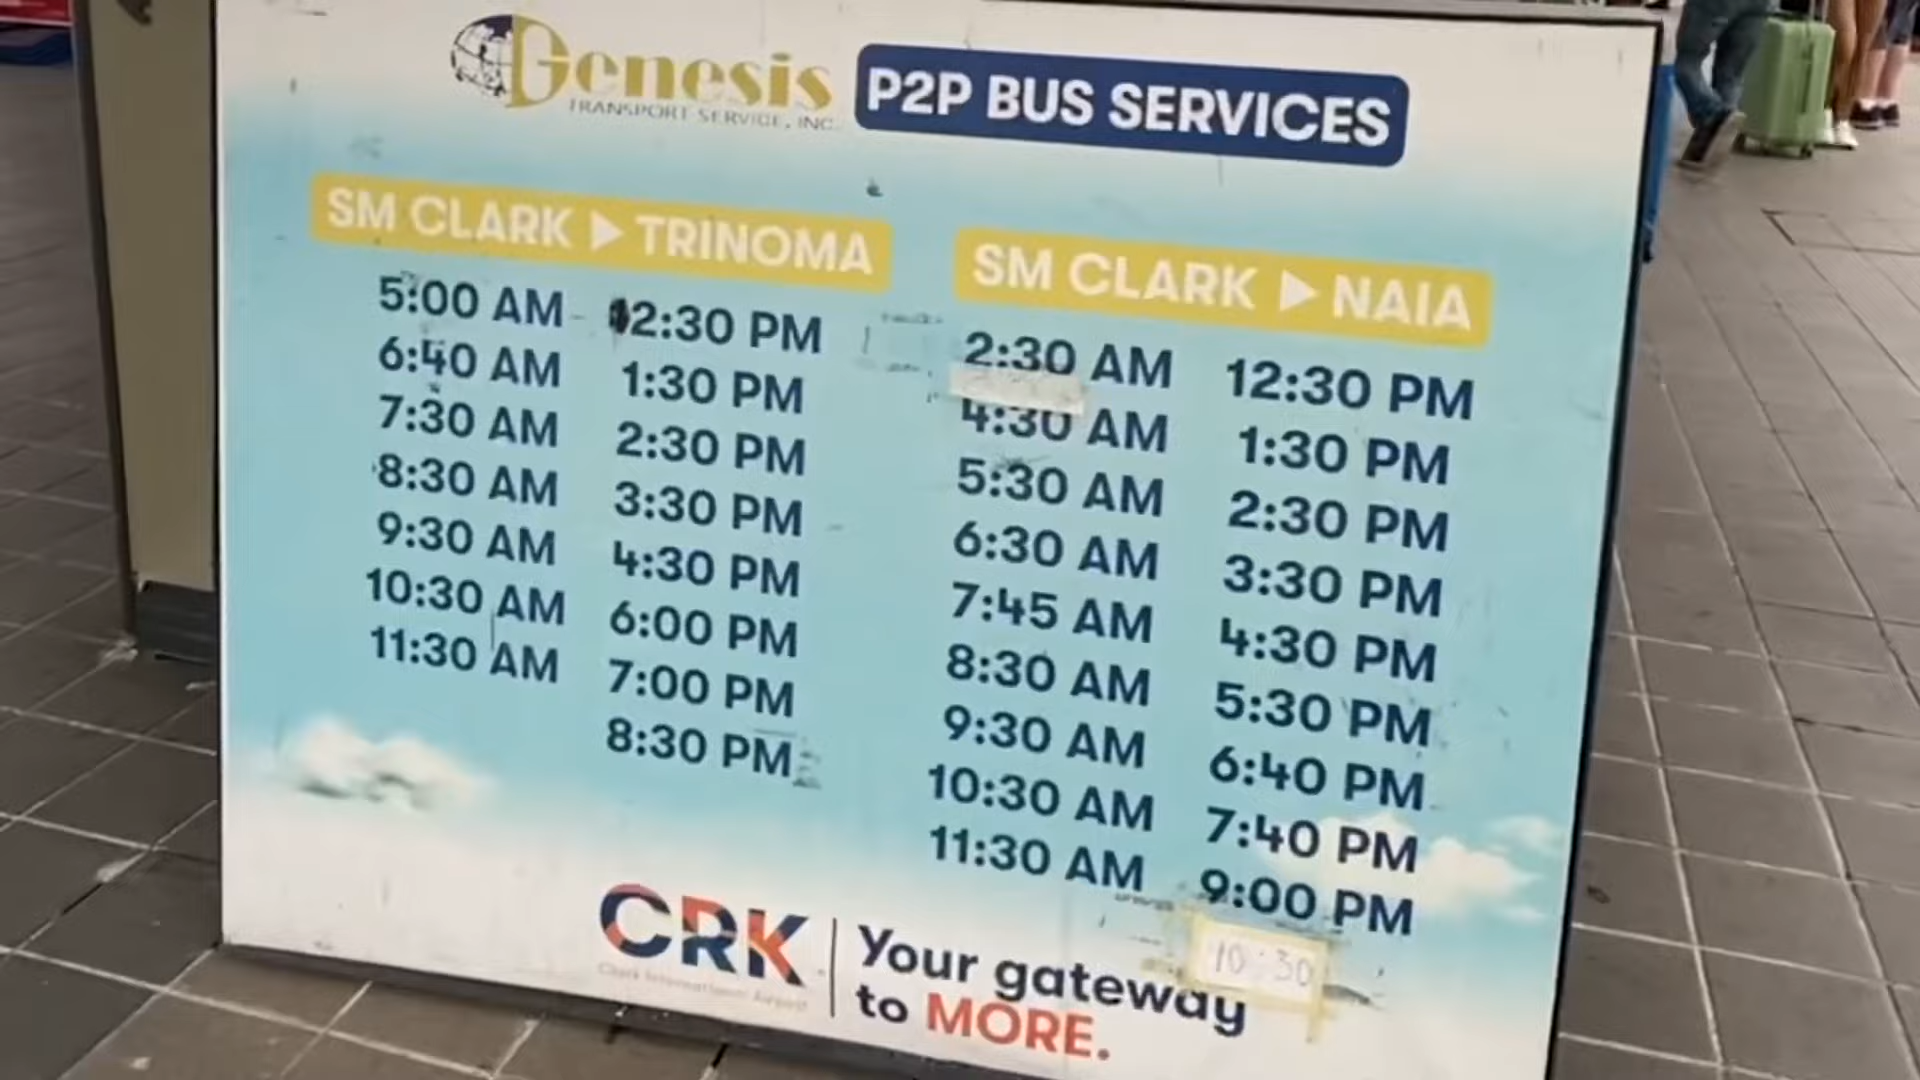 Genesis
TRANSPORT SERVICE, INC.
P2P BUS SERVICES
SM CLARK ▶ TRINOMA
5:00 AM
6:40 AM
7:30 AM
8:30 AM
9:30 AM
10:30 AM
11:30 AM
2:30 PM
1:30 PM
2:30 PM
3:30 PM
4:30 PM
6:00 PM
7:00 PM
8:30 PM
SM CLARK ▶ NAIA
2:30 AM
4:30 AM
5:30 AM
6:30 AM
7:45 AM
8:30 AM
9:30 AM
10:30 AM
11:30 AM
12:30 PM
1:30 PM
2:30 PM
3:30 PM
4:30 PM
5:30 PM
6:40 PM
7:40 PM
9:00 PM
10:30
CRK
Clark International Airport
Your gateway
to MORE.